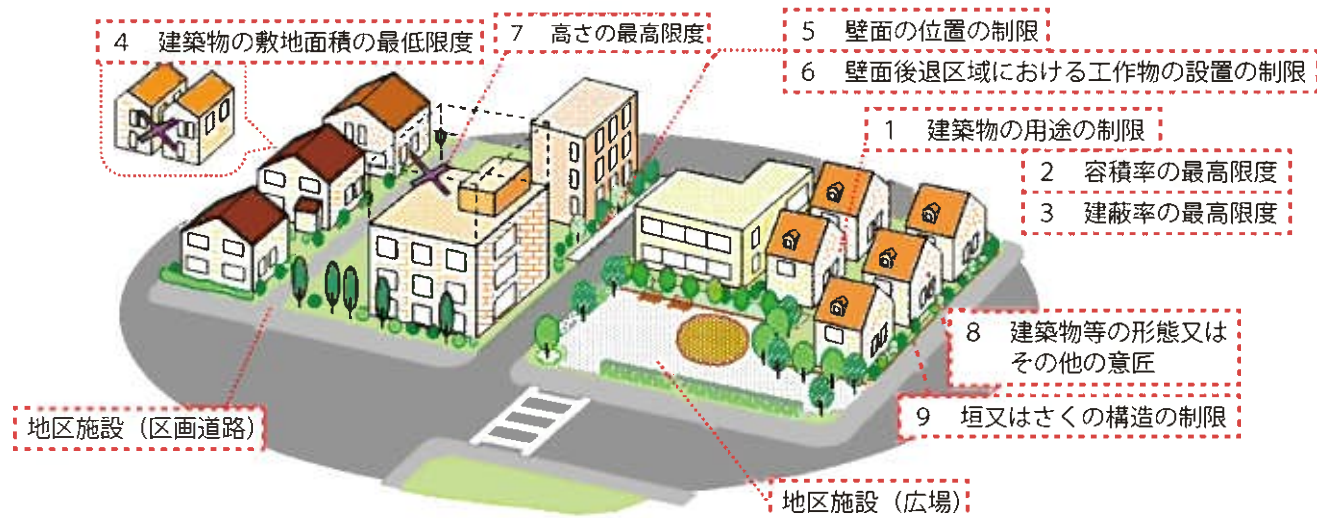 4 建築物の敷地面積の最低限度
7 高さの最高限度
5 壁面の位置の制限
6 壁面後退区域における工作物の設置の制限
1 建築物の用途の制限
2 容積率の最高限度
3 建蔽率の最高限度
8 建築物等の形態又は
その他の意匠
9 垣又はさくの構造の制限
地区施設（区画道路）
地区施設（広場）